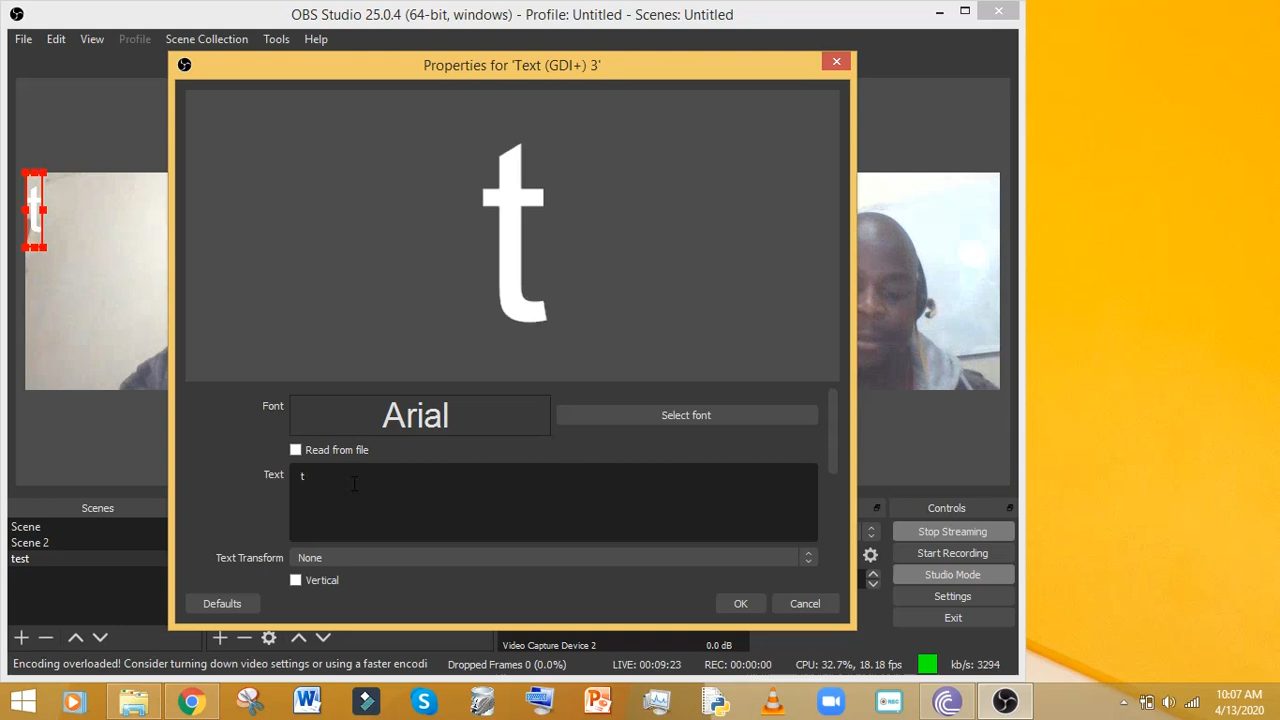 OBS Studio 25.0.4 (64-bit, windows) - Profile: Untitled - Scenes: Untitled
File Edit View Profile Scene Collection Tools Help
Properties for 'Text (GDI+) 3'
t
t
Font Arial Select font
Read from file
Text t
Text Transform None
Vertical
Defaults OK Cancel
Scenes
Scene
Scene 2
test
Video Capture Device 2 0.0 dB
Controls
Stop Streaming
Start Recording
Studio Mode
Settings
Exit
Encoding overloaded! Consider turning down video settings or using a faster encodi Dropped Frames 0 (0.0%) LIVE: 00:09:23 REC: 00:00:00 CPU: 32.7%, 18.18 fps kb/s: 3294
10:07 AM
4/13/2020